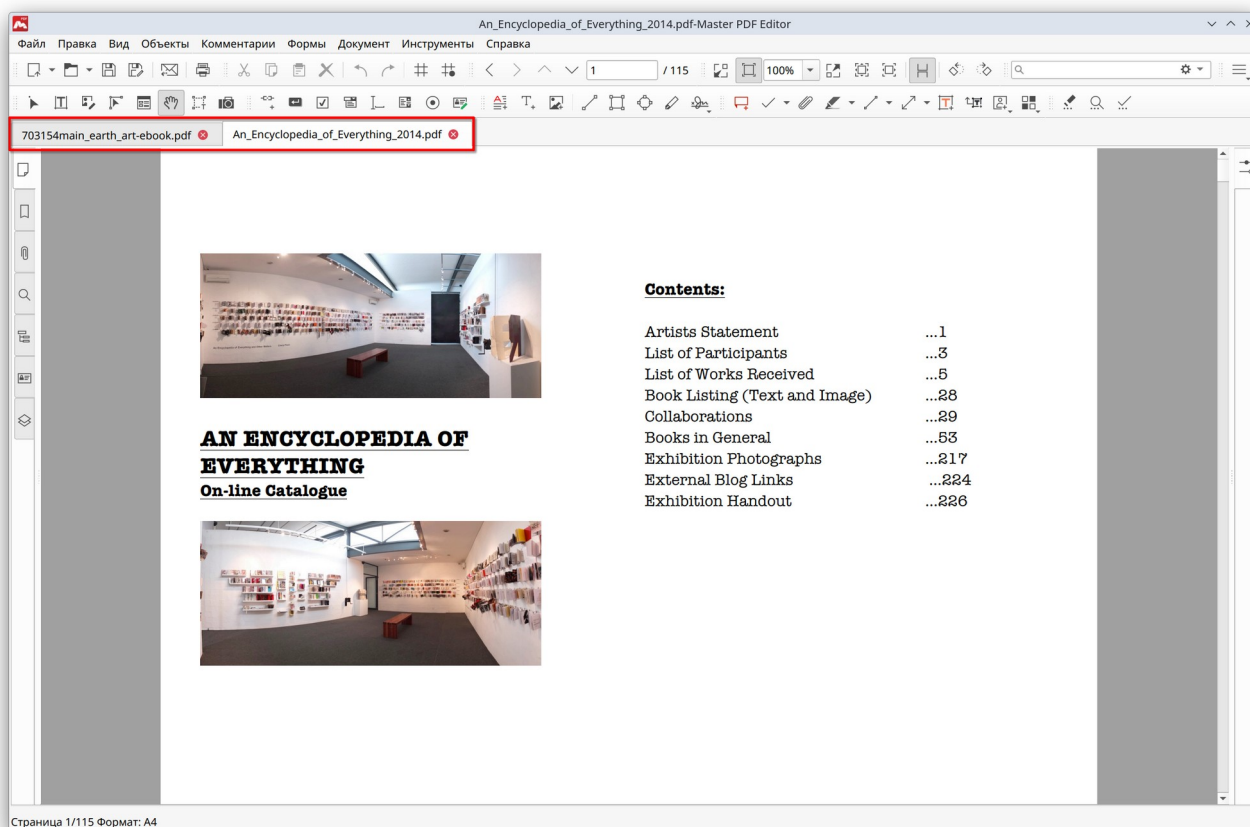 An_Encyclopedia_of_Everything_2014.pdf-Master PDF Editor
Файл Правка Вид Объекты Комментарии Формы Документ Инструменты Справка
1 / 115 100%
703154main_earth_art-ebook.pdf An_Encyclopedia_of_Everything_2014.pdf
AN ENCYCLOPEDIA OF
EVERYTHING
On-line Catalogue
Contents:
Artists Statement ...1
List of Participants ...3
List of Works Received ...5
Book Listing (Text and Image) ...28
Collaborations ...29
Books in General ...53
Exhibition Photographs ...217
External Blog Links ...224
Exhibition Handout ...226
Страница 1/115 Формат: A4